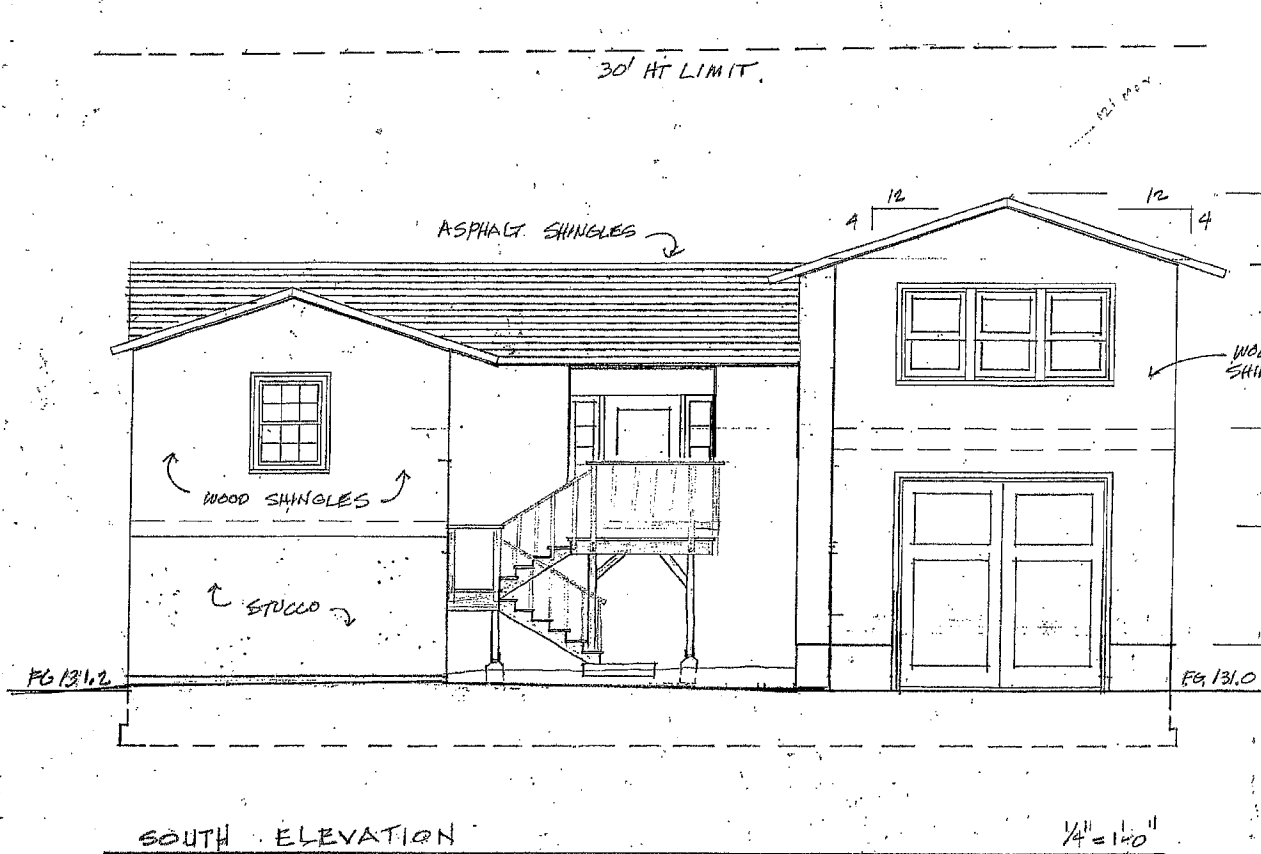 30' HT LIMIT.
12 12
4 4
ASPHALT SHINGLES
WOOD SHINGLES
STUCCO
FG 131.2
FG 131.0
SOUTH ELEVATION
1/4" = 1'-0"